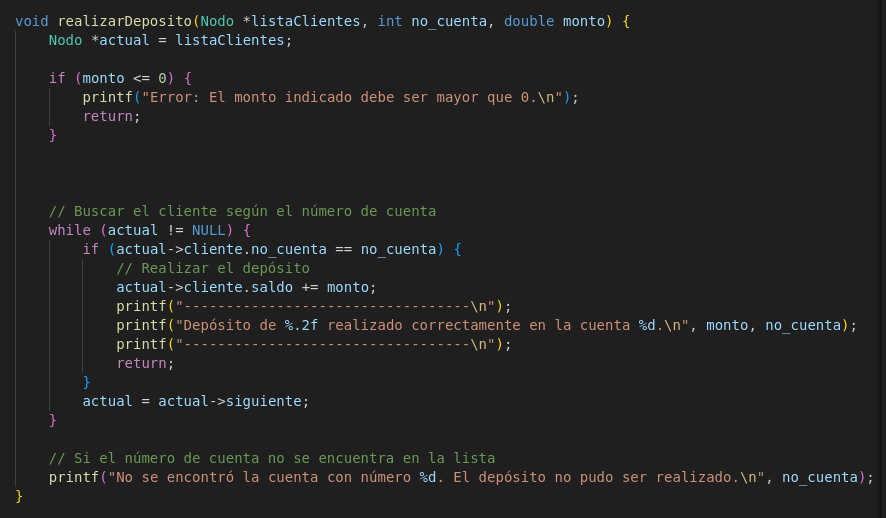 void realizarDeposito(Nodo *listaClientes, int no_cuenta, double monto) {
    Nodo *actual = listaClientes;

    if (monto <= 0) {
        printf("Error: El monto indicado debe ser mayor que 0.\n");
        return;
    }



    // Buscar el cliente según el número de cuenta
    while (actual != NULL) {
        if (actual->cliente.no_cuenta == no_cuenta) {
            // Realizar el depósito
            actual->cliente.saldo += monto;
            printf("----------------------------------\n");
            printf("Depósito de %.2f realizado correctamente en la cuenta %d.\n", monto, no_cuenta);
            printf("----------------------------------\n");
            return;
        }
        actual = actual->siguiente;
    }

    // Si el número de cuenta no se encuentra en la lista
    printf("No se encontró la cuenta con número %d. El depósito no pudo ser realizado.\n", no_cuenta);
}